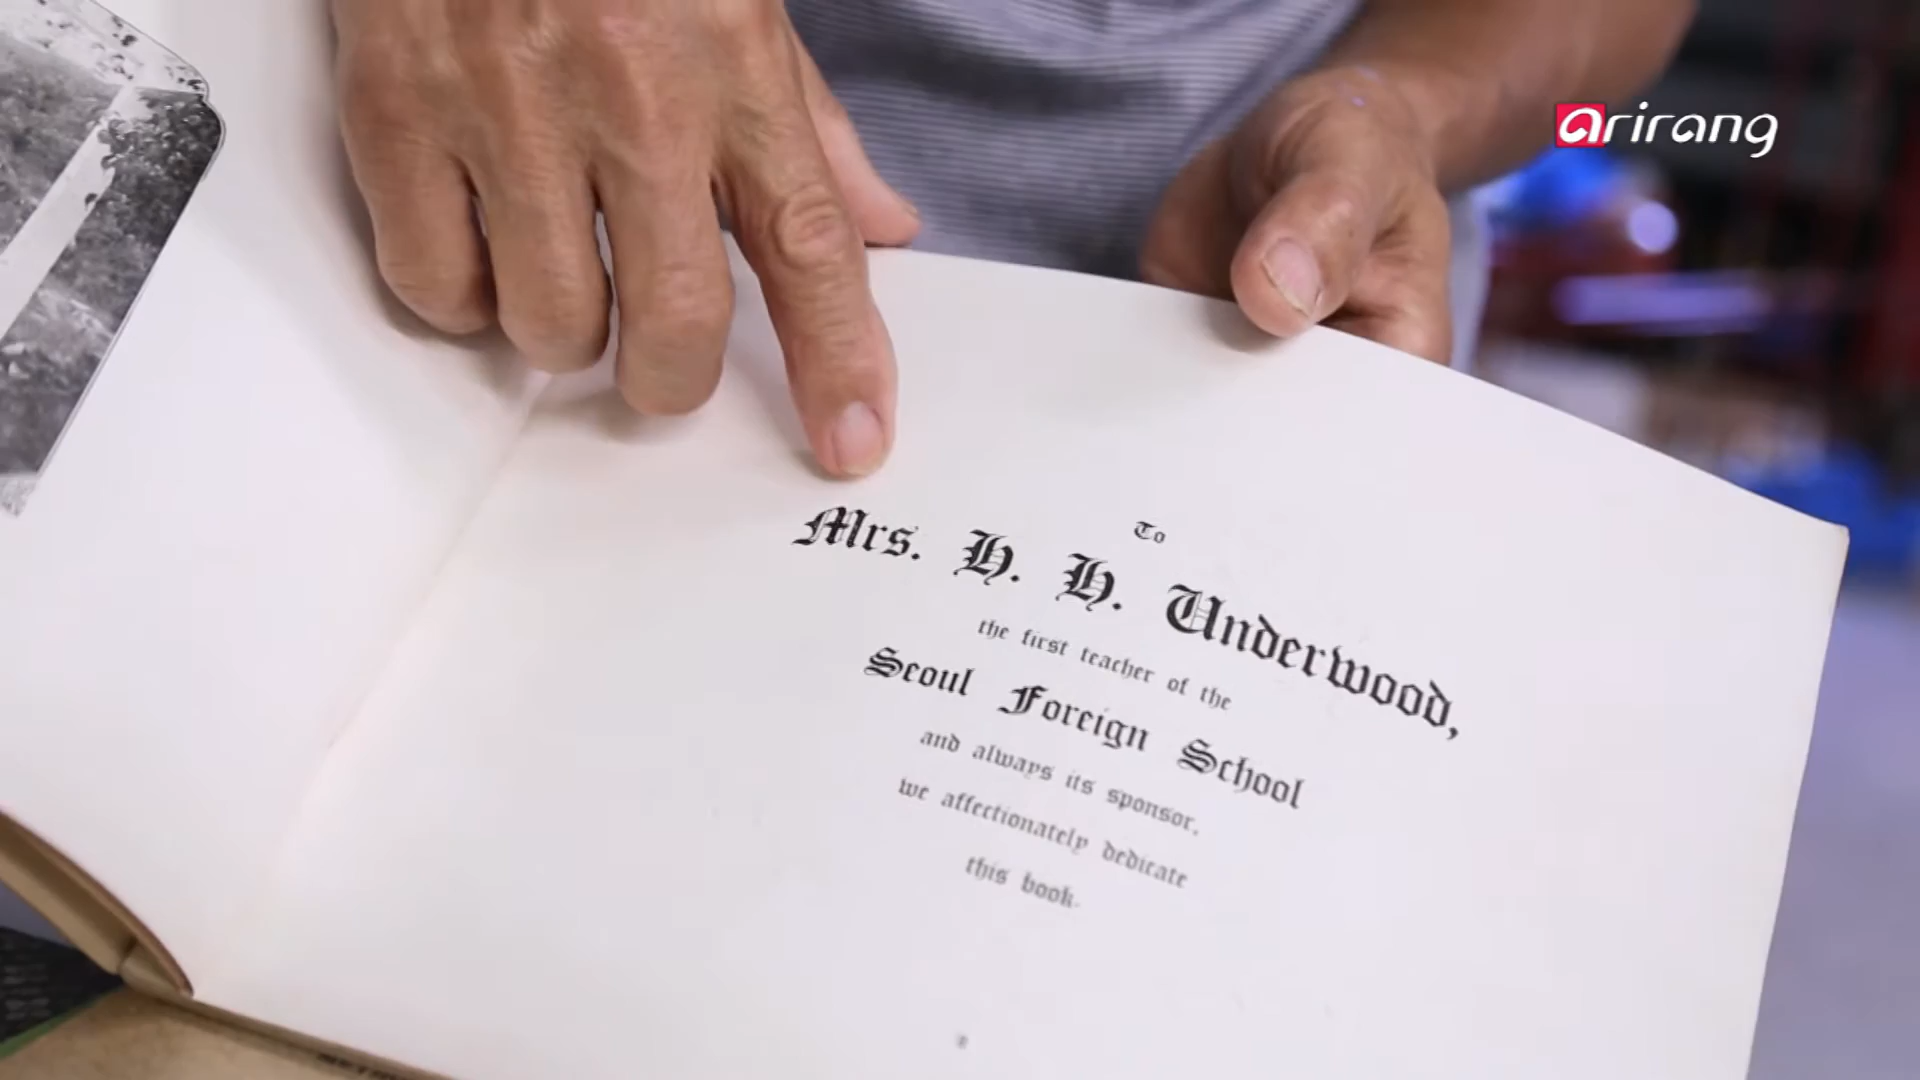 arirang
To
Mrs. H. H. Underwood,
the first teacher of the
Seoul Foreign School
and always its sponsor,
we affectionately dedicate
this book.